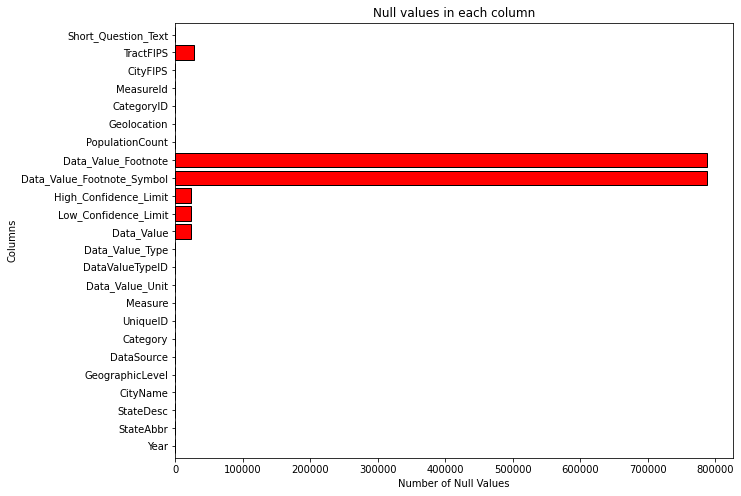 Null values in each column
Short_Question_Text
TractFIPS
CityFIPS
MeasureId
CategoryID
Geolocation
PopulationCount
Data_Value_Footnote
Data_Value_Footnote_Symbol
High_Confidence_Limit
Low_Confidence_Limit
Data_Value
Data_Value_Type
DataValueTypeID
Data_Value_Unit
Measure
UniqueID
Category
DataSource
GeographicLevel
CityName
StateDesc
StateAbbr
Year
Columns
0 100000 200000 300000 400000 500000 600000 700000 800000
Number of Null Values